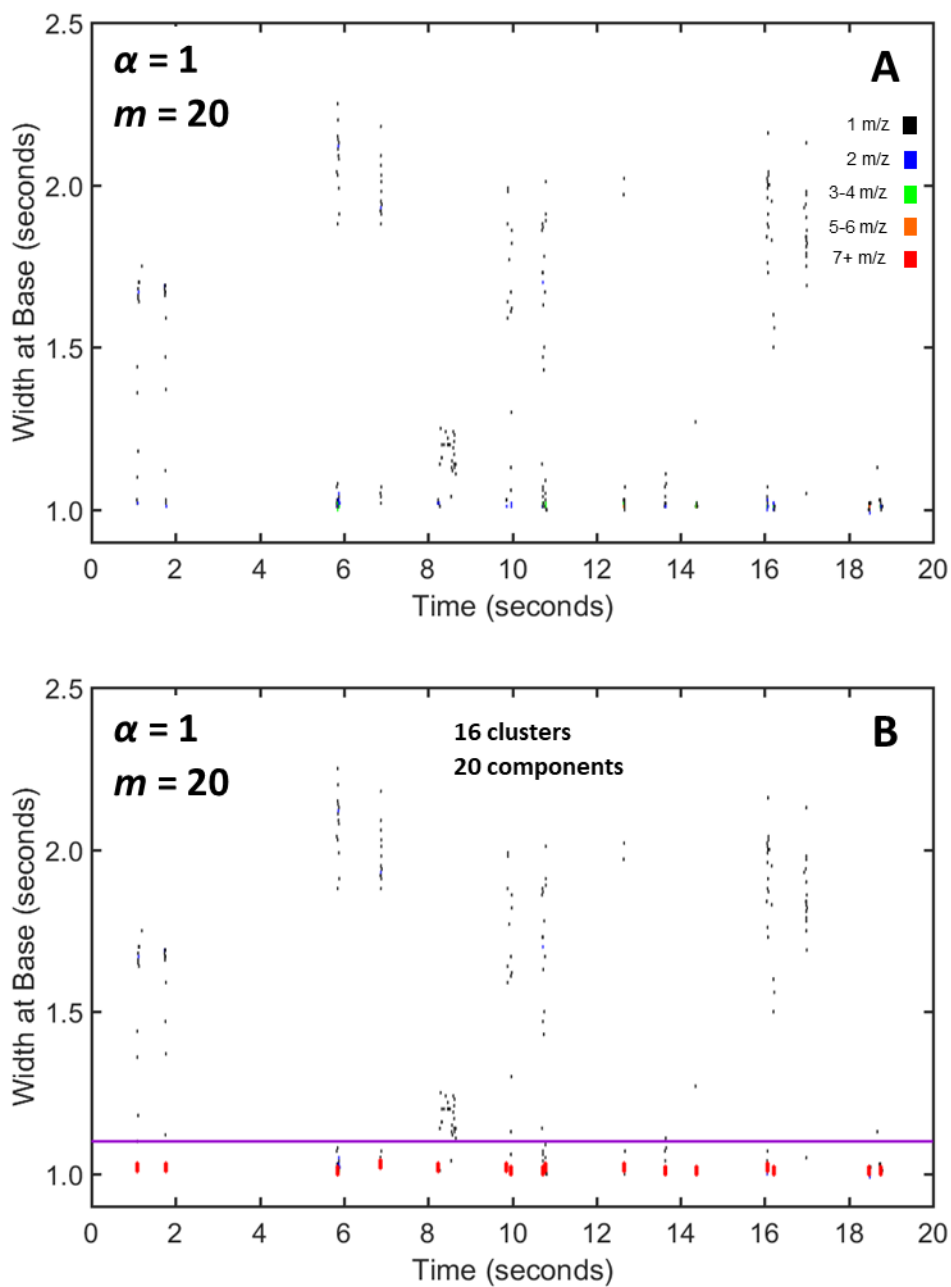 2.5
α = 1
m = 20
A
1 m/z
2 m/z
3-4 m/z
5-6 m/z
7+ m/z
2.0
1.5
1.0
Width at Base (seconds)
0 2 4 6 8 10 12 14 16 18 20
Time (seconds)
2.5
α = 1
m = 20
16 clusters
20 components
B
2.0
1.5
1.0
Width at Base (seconds)
0 2 4 6 8 10 12 14 16 18 20
Time (seconds)